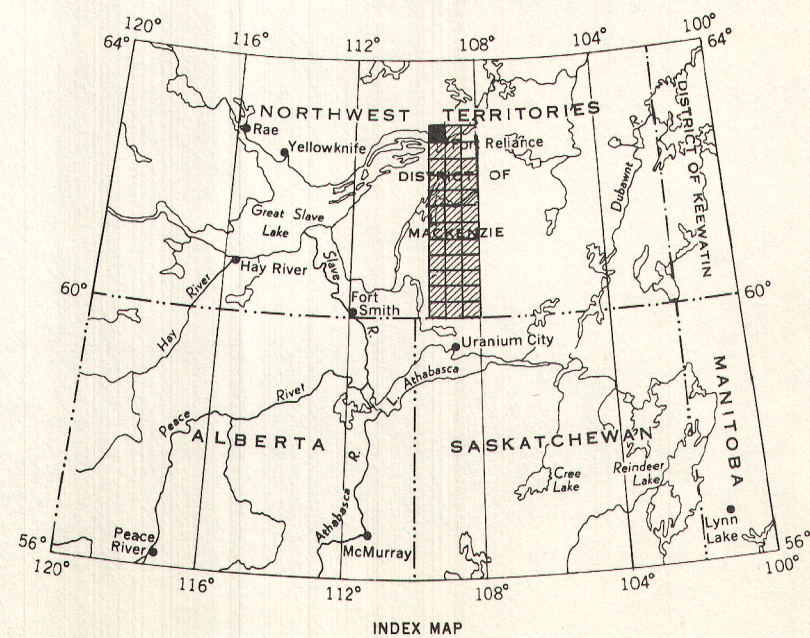 120°
116°
112°
108°
104°
100°
64°
64°
NORTHWEST TERRITORIES
Rae
Yellowknife
Fort Reliance
DISTRICT OF
MACKENZIE
DISTRICT OF KEEWATIN
Dubawnt R.
Great Slave
Lake
Slave
R.
Hay River
Hay River
Fort
Smith
60°
60°
Uranium City
L. Athabasca
Peace River
ALBERTA
SASKATCHEWAN
MANITOBA
Athabasca R.
Cree
Lake
Reindeer
Lake
Lynn
Lake
Peace
River
McMurray
56°
56°
120°
116°
112°
108°
104°
100°
INDEX MAP